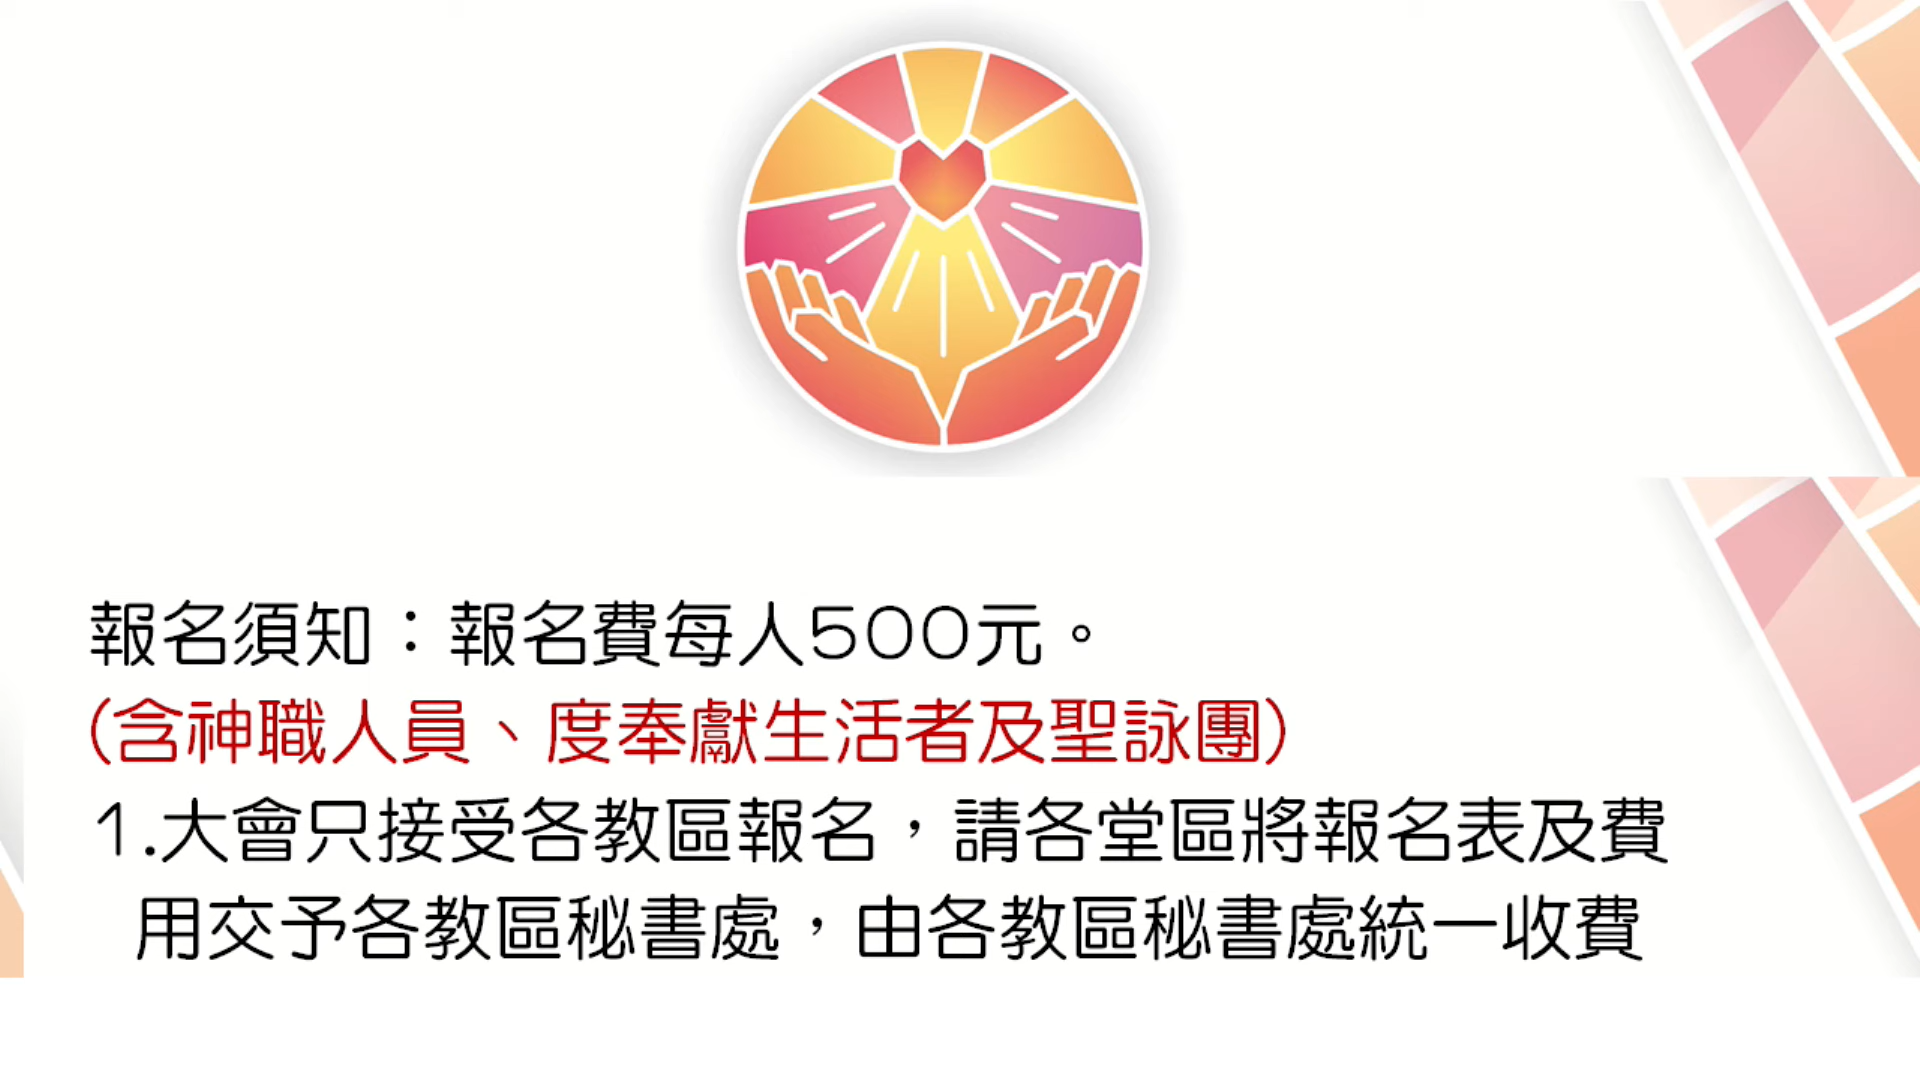 報名須知：報名費每人500元。
(含神職人員、度奉獻生活者及聖詠團)
1.大會只接受各教區報名，請各堂區將報名表及費
用交予各教區秘書處，由各教區秘書處統一收費